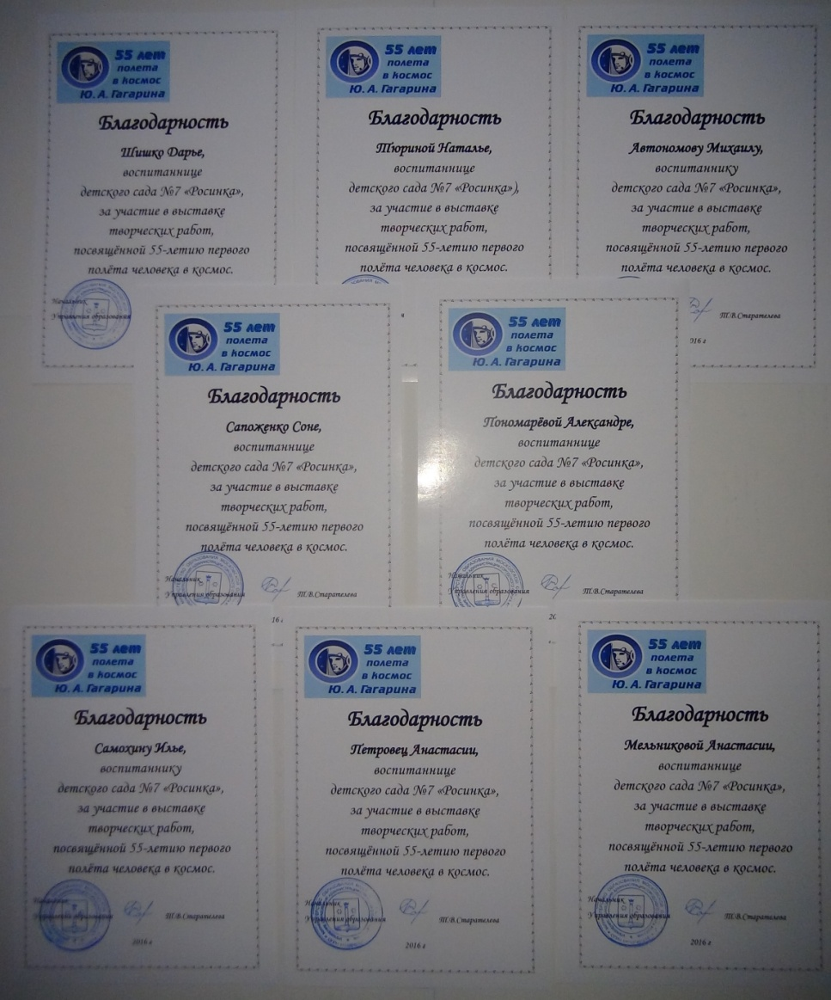 55 лет
полета
в космос
Ю. А. Гагарина
Благодарность
Шишко Дарье,
воспитаннице
детского сада №7 «Росинка»,
за участие в выставке
творческих работ,
посвящённой 55-летию первого
полёта человека в космос.
Начальник
Управления образования
55 лет
полета
в космос
Ю. А. Гагарина
Благодарность
Тюриной Наталье,
воспитаннице
детского сада №7 «Росинка»),
за участие в выставке
творческих работ,
посвящённой 55-летию первого
полёта человека в космос.
55 лет
полета
в космос
Ю. А. Гагарина
Благодарность
Автономову Михаилу,
воспитаннику
детского сада №7 «Росинка»,
за участие в выставке
творческих работ,
посвящённой 55-летию первого
полёта человека в космос.
Т.В.Старателева
016 г
55 лет
полета
в космос
Ю. А. Гагарина
Благодарность
Сапоженко Соне,
воспитаннице
детского сада №7 «Росинка»,
за участие в выставке
творческих работ,
посвящённой 55-летию первого
полёта человека в космос.
Начальник
Управления образования Т.В.Старателева
16 г
55 лет
полета
в космос
Ю. А. Гагарина
Благодарность
Пономарёвой Александре,
воспитаннице
детского сада №7 «Росинка»,
за участие в выставке
творческих работ,
посвящённой 55-летию первого
полёта человека в космос.
Начальник
Управления образования Т.В.Старателева
20
55 лет
полета
в космос
Ю. А. Гагарина
Благодарность
Самохину Илье,
воспитаннику
детского сада №7 «Росинка»,
за участие в выставке
творческих работ,
посвящённой 55-летию первого
полёта человека в космос.
Начальник
Управления образования Т.В.Старателева
2016 г
55 лет
полета
в космос
Ю. А. Гагарина
Благодарность
Петровец Анастасии,
воспитаннице
детского сада №7 «Росинка»,
за участие в выставке
творческих работ,
посвящённой 55-летию первого
полёта человека в космос.
Начальник
Управления образования Т.В.Старателева
2016 г
55 лет
полета
в космос
Ю. А. Гагарина
Благодарность
Мельниковой Анастасии,
воспитаннице
детского сада №7 «Росинка»,
за участие в выставке
творческих работ,
посвящённой 55-летию первого
полёта человека в космос.
Начальник
Управления образования Т.В.Старателева
2016 г